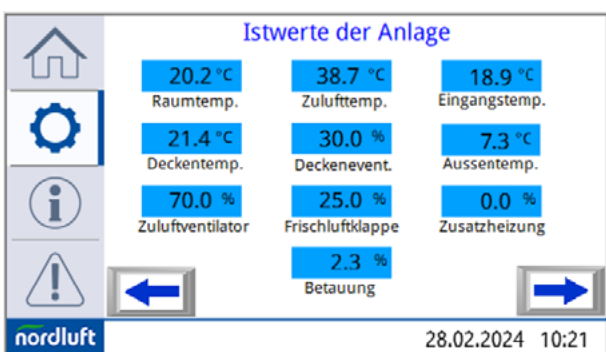 Istwerte der Anlage
20.2 °C 38.7 °C 18.9 °C
Raumtemp. Zulufttemp. Eingangstemp.
21.4 °C 30.0 % 7.3 °C
Deckentemp. Deckenevent. Aussentemp.
70.0 % 25.0 % 0.0 %
Zuluftventilator Frischluftklappe Zusatzheizung
2.3 %
Betauung
nordluft 28.02.2024 10:21